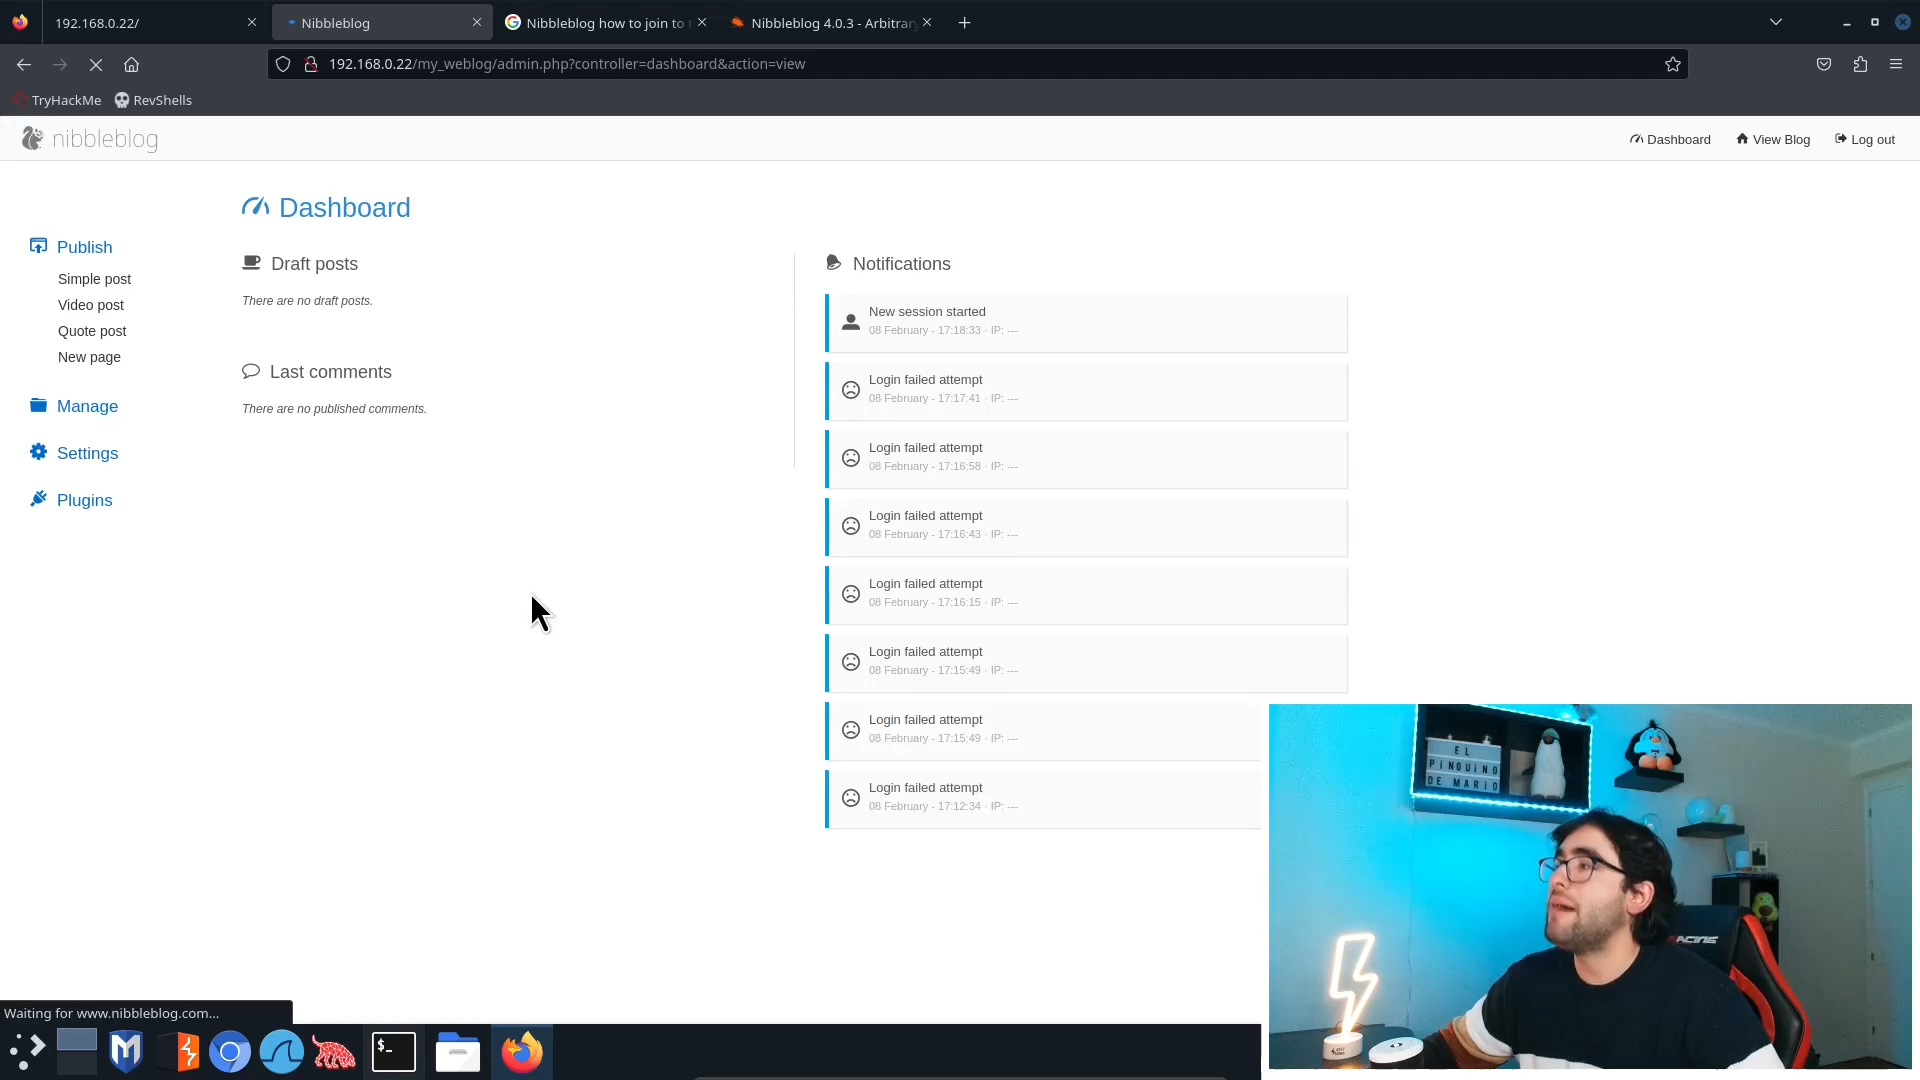 192.168.0.22/
Nibbleblog
Nibbleblog how to join to
Nibbleblog 4.0.3 - Arbitrar
192.168.0.22/my_weblog/admin.php?controller=dashboard&action=view
TryHackMe
RevShells
nibbleblog
Dashboard
View Blog
Log out
Dashboard
Publish
Simple post
Video post
Quote post
New page
Manage
Settings
Plugins
Draft posts
There are no draft posts.
Last comments
There are no published comments.
Notifications
New session started
08 February - 17:18:33 · IP: ---
Login failed attempt
08 February - 17:17:41 · IP: ---
Login failed attempt
08 February - 17:16:58 · IP: ---
Login failed attempt
08 February - 17:16:43 · IP: ---
Login failed attempt
08 February - 17:16:15 · IP: ---
Login failed attempt
08 February - 17:15:49 · IP: ---
Login failed attempt
08 February - 17:15:49 · IP: ---
Login failed attempt
08 February - 17:12:34 · IP: ---
EL
PiNGUiNO
DE MARIO
RACING
Waiting for www.nibbleblog.com...
$_